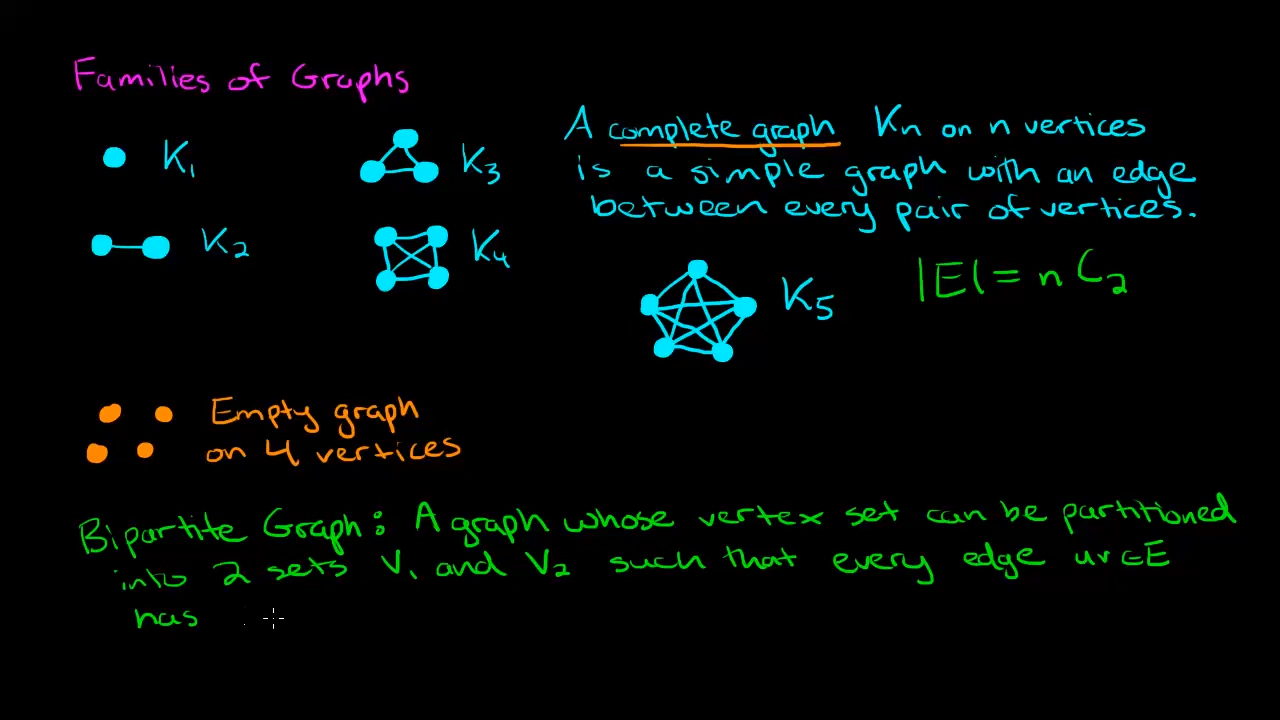 Families of Graphs
K₁
K₂
K₃
K₄
A complete graph Kn on n vertices
is a simple graph with an edge
between every pair of vertices.
K₅
|E| = n C₂
Empty graph
on 4 vertices
Bipartite Graph: A graph whose vertex set can be partitioned
into 2 sets V₁ and V₂ such that every edge uv∈E
has